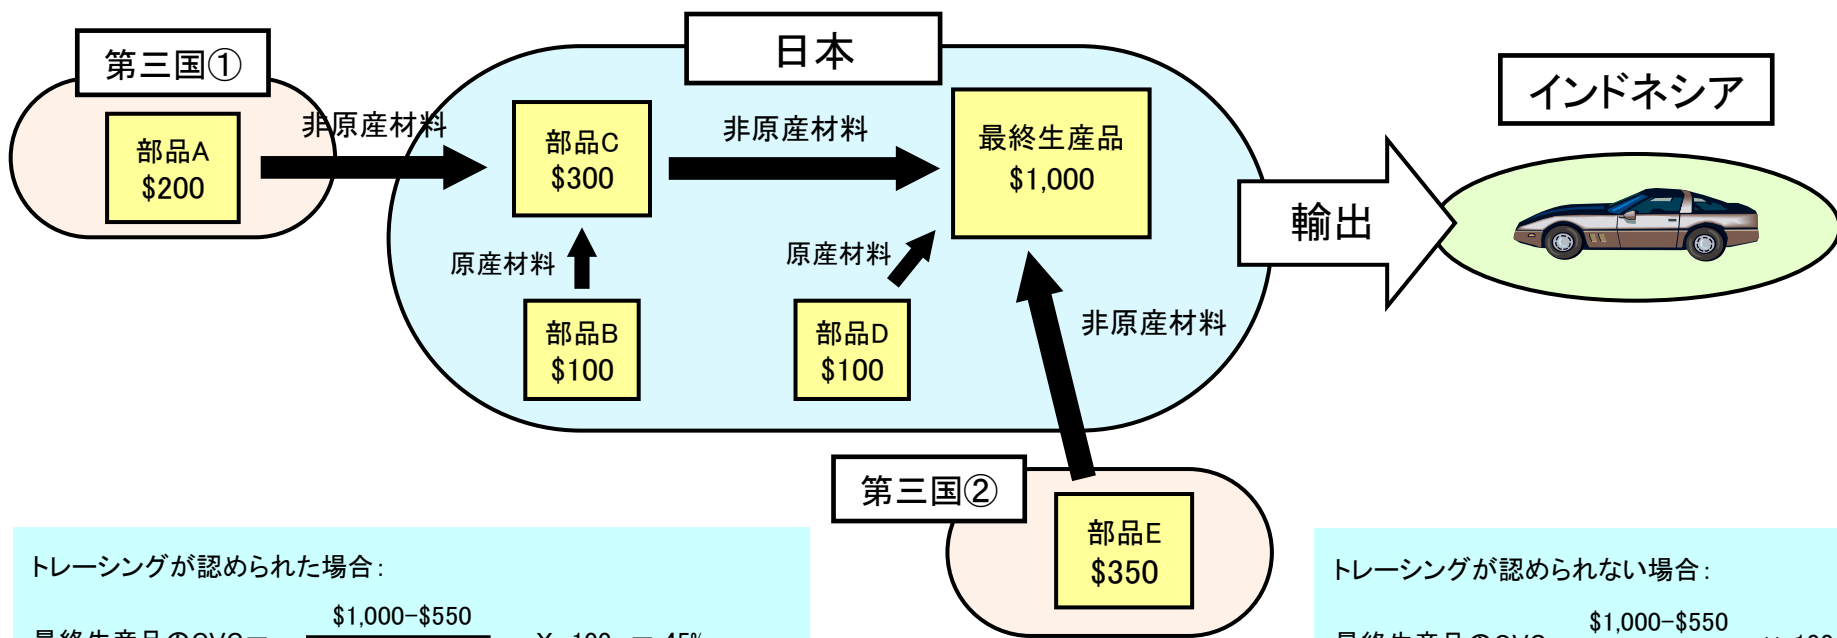 第三国①
日本
インドネシア
部品A
$200
非原産材料
部品C
$300
非原産材料
最終生産品
$1,000
輸出
原産材料
原産材料
部品B
$100
部品D
$100
非原産材料
第三国②
部品E
$350
トレーシングが認められた場合:
$1,000-$550
トレーシングが認められない場合:
$1,000-$550